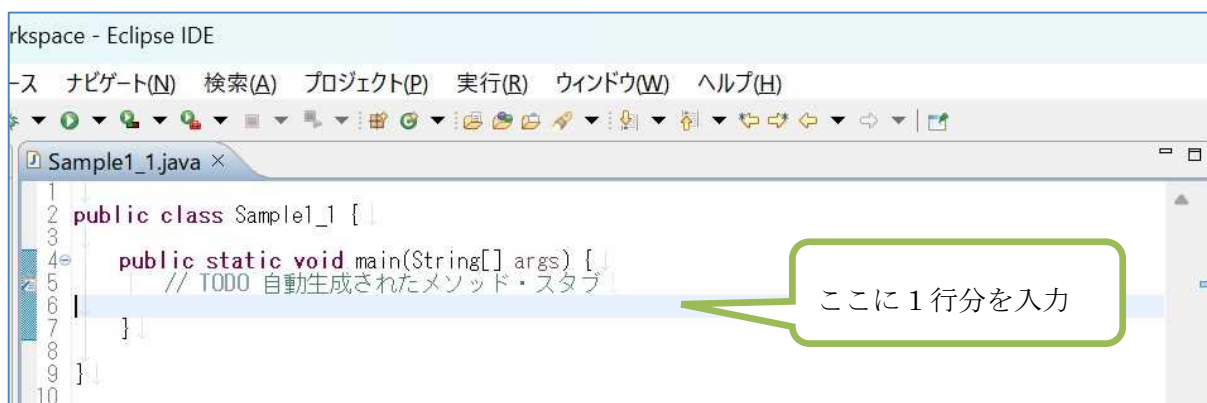 rkspace - Eclipse IDE
ース ナビゲート(N) 検索(A) プロジェクト(P) 実行(R) ウィンドウ(W) ヘルプ(H)
Sample1_1.java ×
1
2 public class Sample1_1 {
3
4 public static void main(String[] args) {
5 // TODO 自動生成されたメソッド・スタブ
6
7 }
8
9 }
10
ここに１行分を入力